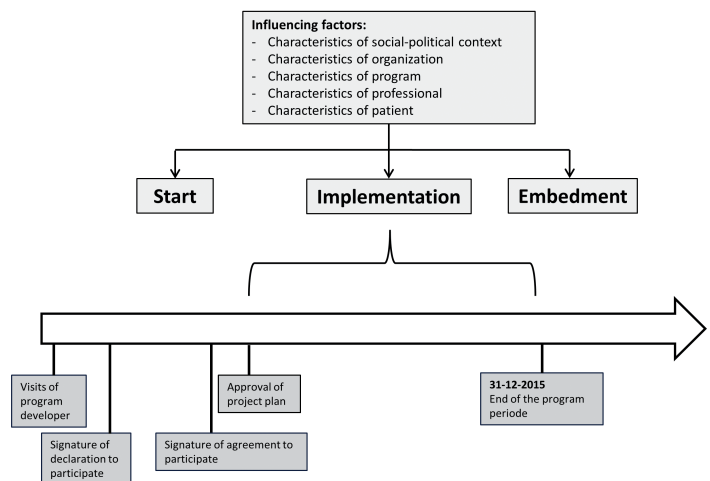 Influencing factors:
- Characteristics of social-political context
- Characteristics of organization
- Characteristics of program
- Characteristics of professional
- Characteristics of patient
Start
Implementation
Embedment
Visits of
program
developer
Signature of
declaration to
participate
Signature of agreement to
participate
Approval of
project plan
31-12-2015
End of the program
periode